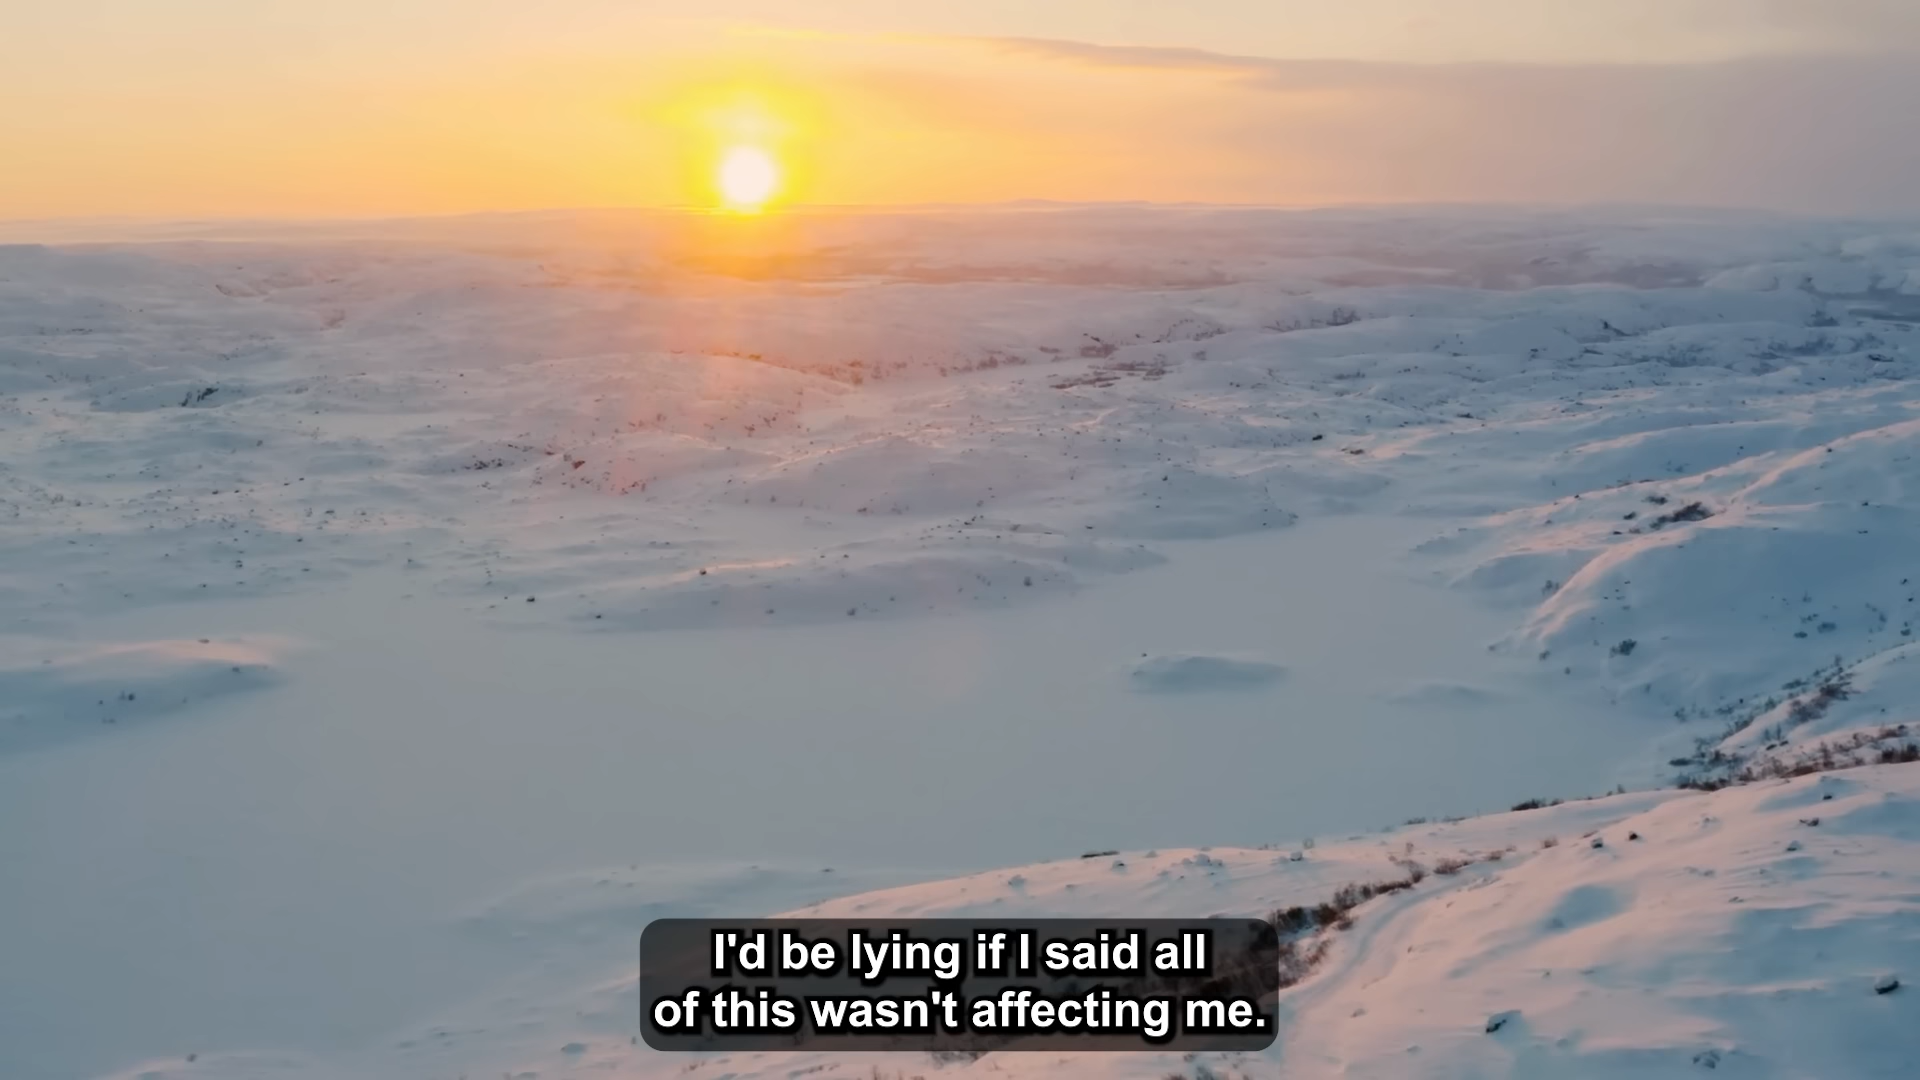 I'd be lying if I said all
of this wasn't affecting me.